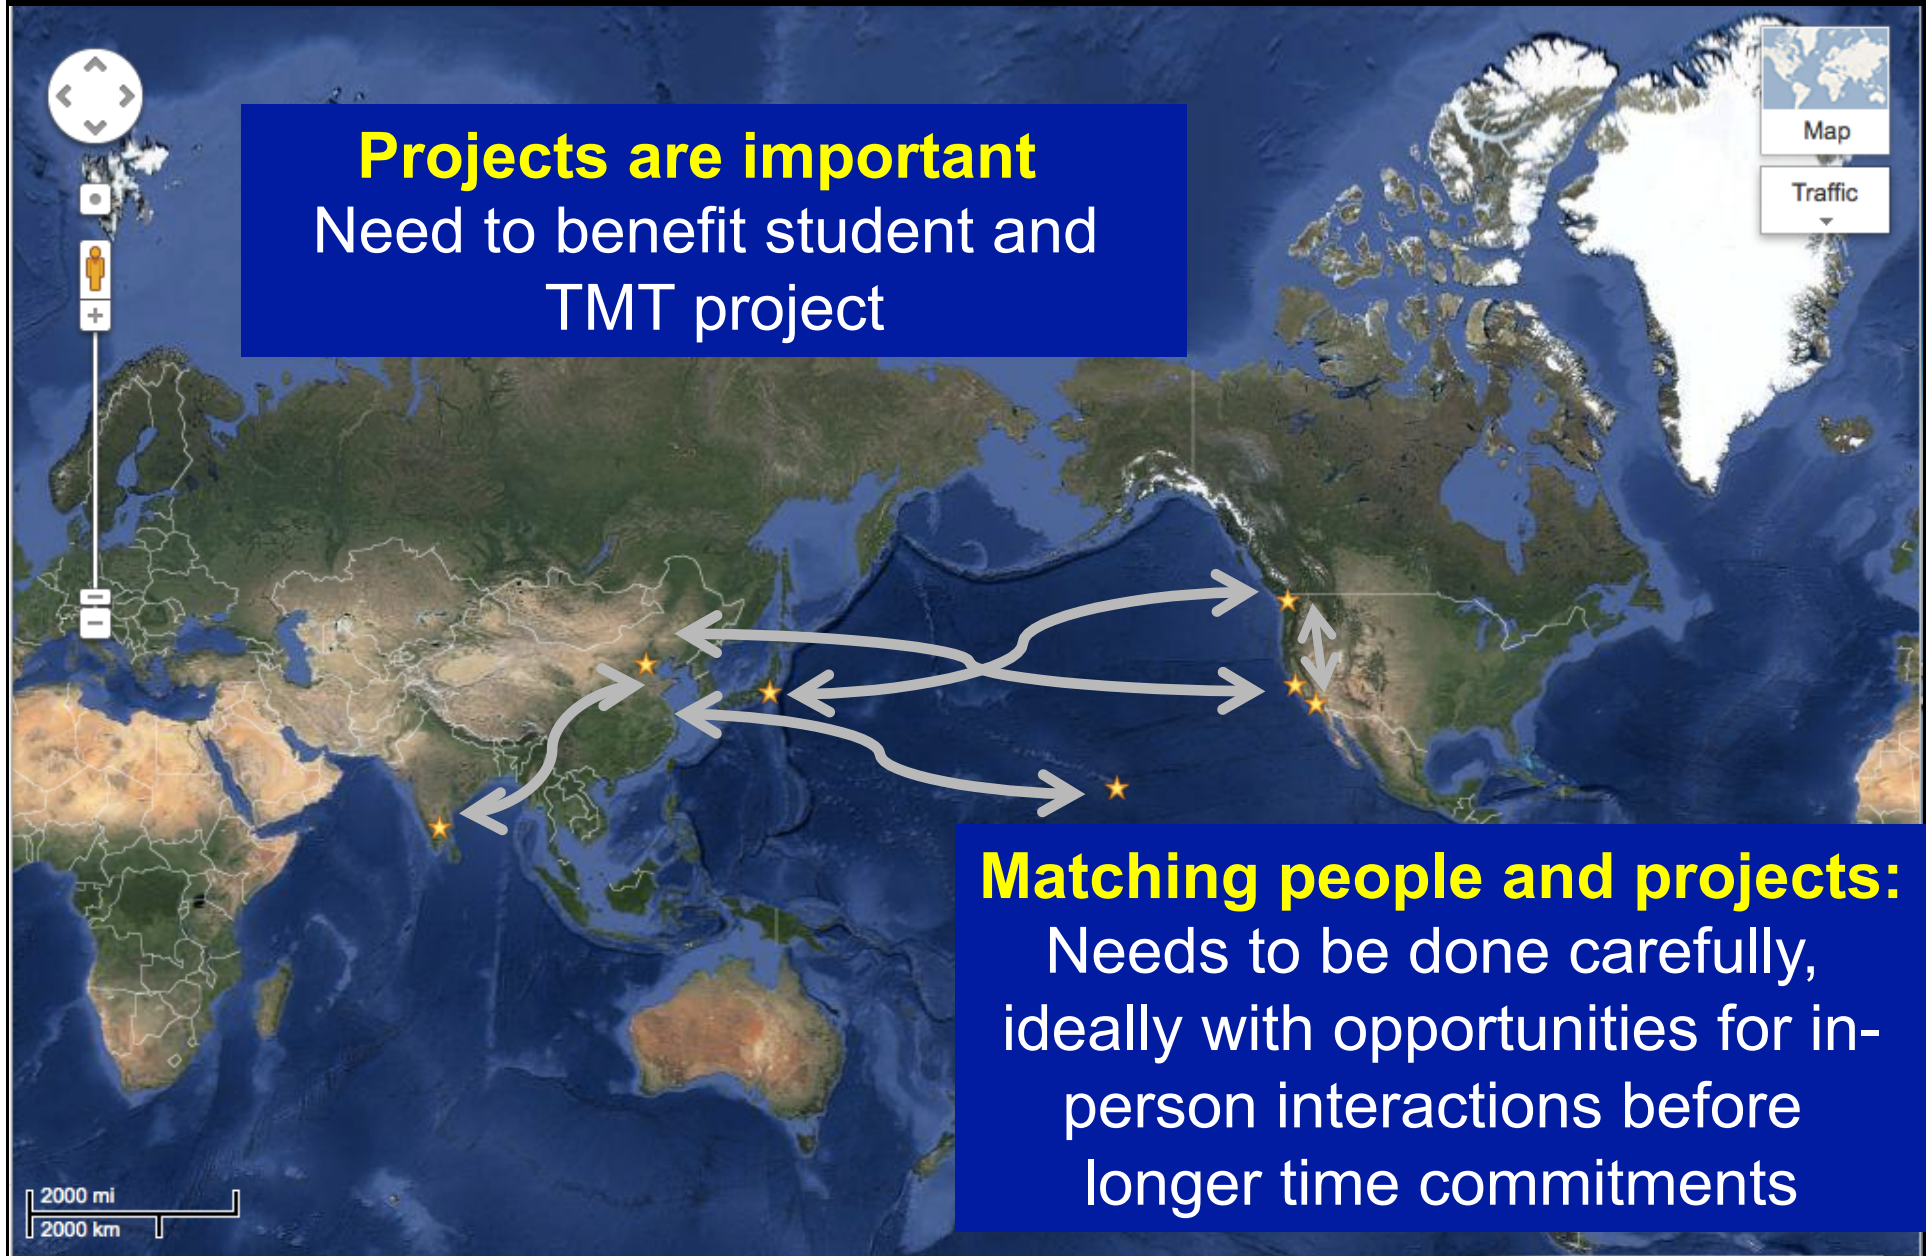 Projects are important
Need to benefit student and
TMT project
Map
Traffic
Matching people and projects:
Needs to be done carefully,
ideally with opportunities for in-
person interactions before
longer time commitments
2000 mi
2000 km